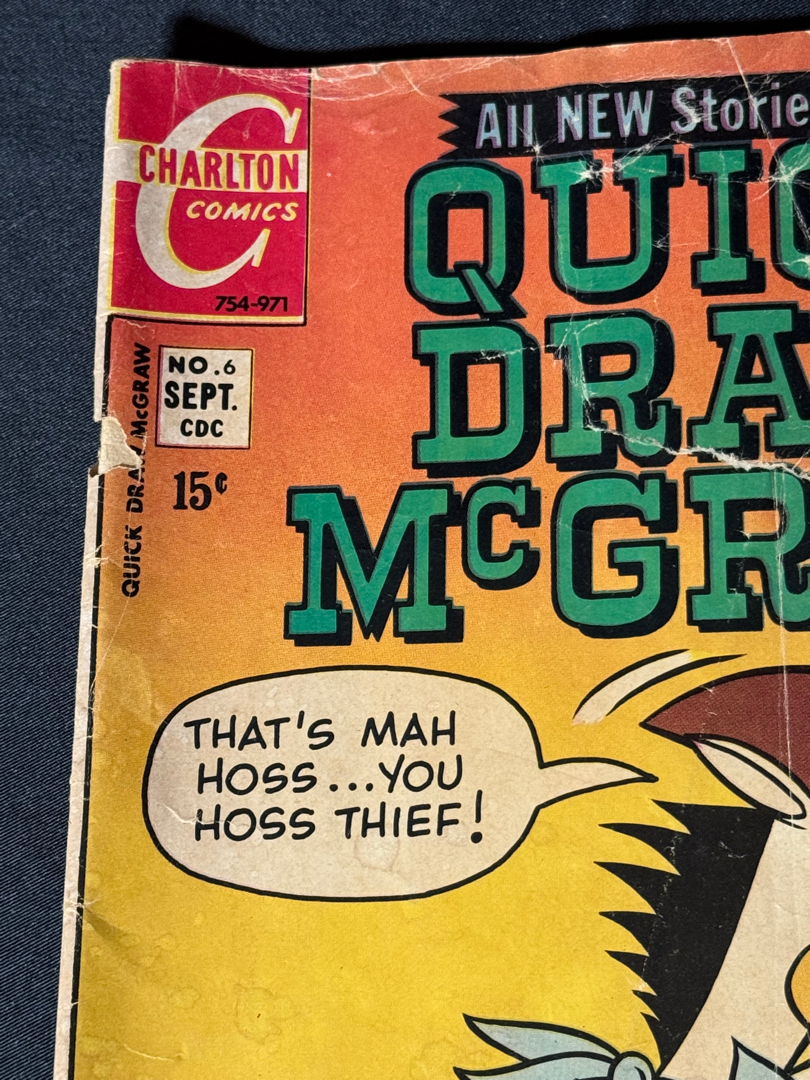 CHARLTON
COMICS
754-971
NO.6
SEPT.
CDC
15¢
QUICK DRAW McGRAW
All NEW Storie
QUIC
DRA
McGR
THAT'S MAH
HOSS...YOU
HOSS THIEF!